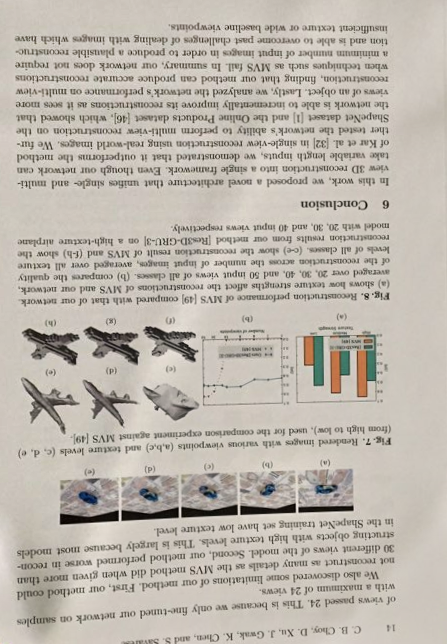 14 C. B. Choy, D. Xu, J. Gwak, K. Chen, and S. Savarese
of views passed 24. This is because we only fine-tuned our network on samples
with a maximum of 24 views.
We also discovered some limitations of our method. First, our method could
not reconstruct as many details as the MVS method did when given more than
30 different views of the model. Second, our method performed worse in recon-
structing objects with high texture levels. This is largely because most models
in the ShapeNet training set have low texture level.
(a) (b) (c) (d) (e)
Fig. 7. Rendered images with various viewpoints (a,b,c) and texture levels (c, d, e)
(from high to low), used for the comparison experiment against MVS [49].
(c) (d) (e)
(a) (b) (f) (g) (h)
Fig. 8. Reconstruction performance of MVS [49] compared with that of our network.
(a) shows how texture strengths affect the reconstructions of MVS and our network,
averaged over 20, 30, 40, and 50 input views of all classes. (b) compares the quality
of the reconstruction across the number of input images, averaged over all texture
levels of all classes. (c-e) show the reconstruction result of MVS and (f-h) show the
reconstruction results from our method [Res3D-GRU-3] on a high-texture airplane
model with 20, 30, and 40 input views respectively.
6 Conclusion
In this work, we proposed a novel architecture that unifies single- and multi-
view 3D reconstruction into a single framework. Even though our network can
take variable length inputs, we demonstrated that it outperforms the method
of Kar et al. [32] in single-view reconstruction using real-world images. We fur-
ther tested the network's ability to perform multi-view reconstruction on the
ShapeNet dataset [1] and the Online Products dataset [46], which showed that
the network is able to incrementally improve its reconstructions as it sees more
views of an object. Lastly, we analyzed the network's performance on multi-view
reconstruction, finding that our method can produce accurate reconstructions
when techniques such as MVS fail. In summary, our network does not require
a minimum number of input images in order to produce a plausible reconstruc-
tion and is able to overcome past challenges of dealing with images which have
insufficient texture or wide baseline viewpoints.